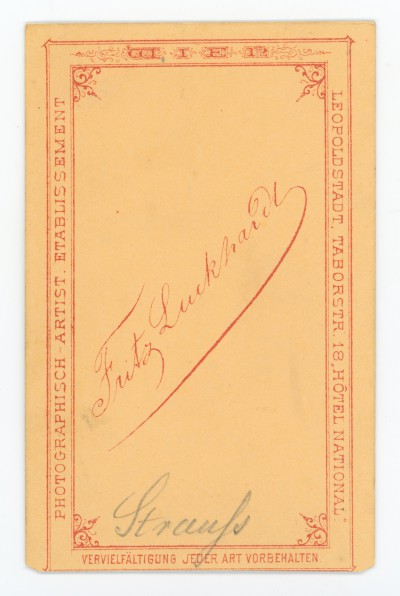 WIEN
PHOTOGRAPHISCH-ARTIST. ETABLISSEMENT
LEOPOLDSTADT, TABORSTR. 18, HÔTEL NATIONAL"
Fritz Luckhardt
Strauß
VERVIELFÄLTIGUNG JEDER ART VORBEHALTEN